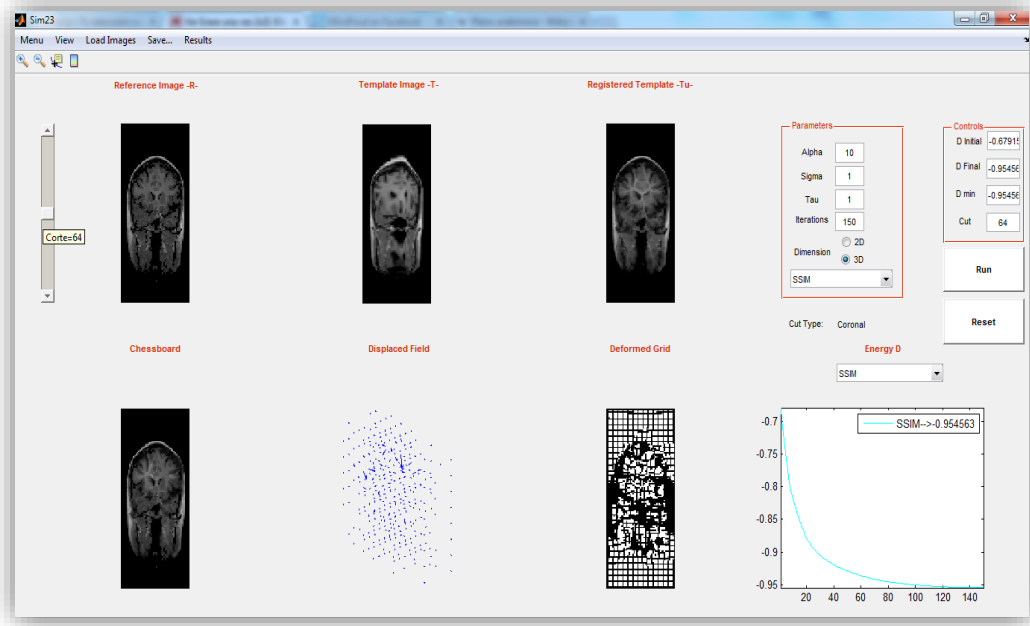 Sim23
Menu View Load Images Save... Results
Reference Image -R-
Template Image -T-
Registered Template -Tu-
Corte=64
Parameters
Alpha 10
Sigma 1
Tau 1
Iterations 150
Dimension
2D
3D
SSIM
Controls
D Initial -0.67915
D Final -0.95456
D min -0.95456
Cut 64
Run
Cut Type: Coronal
Reset
Chessboard
Displaced Field
Deformed Grid
Energy D
SSIM
SSIM-->-0.954563
-0.7
-0.75
-0.8
-0.85
-0.9
-0.95
20 40 60 80 100 120 140